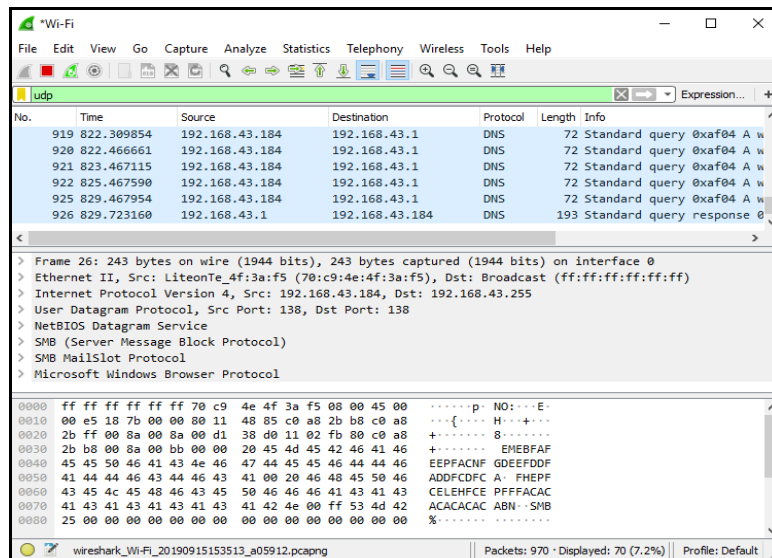 *Wi-Fi
File Edit View Go Capture Analyze Statistics Telephony Wireless Tools Help
udp Expression... +
No. Time Source Destination Protocol Length Info
919 822.309854 192.168.43.184 192.168.43.1 DNS 72 Standard query 0xaf04 A w
920 822.466661 192.168.43.184 192.168.43.1 DNS 72 Standard query 0xaf04 A w
921 823.467115 192.168.43.184 192.168.43.1 DNS 72 Standard query 0xaf04 A w
922 825.467590 192.168.43.184 192.168.43.1 DNS 72 Standard query 0xaf04 A w
925 829.467954 192.168.43.184 192.168.43.1 DNS 72 Standard query 0xaf04 A w
926 829.723160 192.168.43.1 192.168.43.184 DNS 193 Standard query response 0
> Frame 26: 243 bytes on wire (1944 bits), 243 bytes captured (1944 bits) on interface 0
> Ethernet II, Src: LiteonTe_4f:3a:f5 (70:c9:4e:4f:3a:f5), Dst: Broadcast (ff:ff:ff:ff:ff:ff)
> Internet Protocol Version 4, Src: 192.168.43.184, Dst: 192.168.43.255
> User Datagram Protocol, Src Port: 138, Dst Port: 138
> NetBIOS Datagram Service
> SMB (Server Message Block Protocol)
> SMB MailSlot Protocol
> Microsoft Windows Browser Protocol
0000 ff ff ff ff ff ff 70 c9 4e 4f 3a f5 08 00 45 00 ······p· NO:···E·
0010 00 e5 18 7b 00 00 80 11 48 85 c0 a8 2b b8 c0 a8 ···{···· H···+···
0020 2b ff 00 8a 00 8a 00 d1 38 d0 11 02 fb 80 c0 a8 +······· 8·······
0030 2b b8 00 8a 00 bb 00 00 20 45 4d 45 42 46 41 46 +······· EMEBFAF
0040 45 45 50 46 41 43 4e 46 47 44 45 45 46 44 44 46 EEPFACNF GDEEFDDF
0050 41 44 44 46 43 44 46 43 41 00 20 46 48 45 50 46 ADDFCDFC A· FHEPF
0060 43 45 4c 45 48 46 43 45 50 46 46 46 41 43 41 43 CELEHFCE PFFFACAC
0070 41 43 41 43 41 43 41 43 41 42 4e 00 ff 53 4d 42 ACACACAC ABN··SMB
0080 25 00 00 00 00 00 00 00 00 00 00 00 00 00 00 00 %······· ········
wireshark_Wi-Fi_20190915153513_a05912.pcapng Packets: 970 · Displayed: 70 (7.2%) Profile: Default